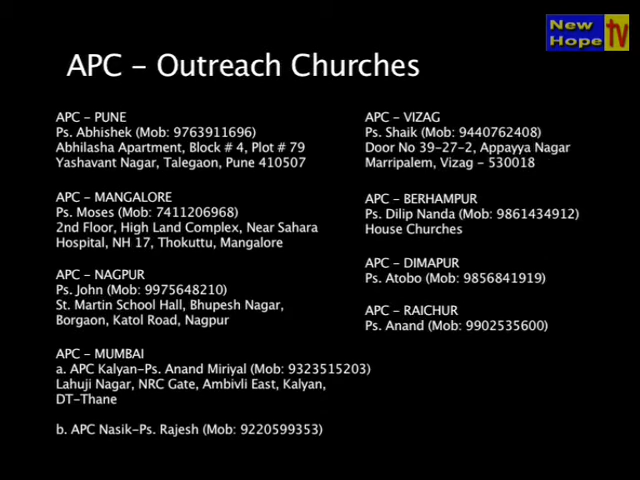 New
Hope TV
APC – Outreach Churches
APC – PUNE
Ps. Abhishek (Mob: 9763911696)
Abhilasha Apartment, Block # 4, Plot # 79
Yashavant Nagar, Talegaon, Pune 410507
APC – MANGALORE
Ps. Moses (Mob: 7411206968)
2nd Floor, High Land Complex, Near Sahara
Hospital, NH 17, Thokuttu, Mangalore
APC – NAGPUR
Ps. John (Mob: 9975648210)
St. Martin School Hall, Bhupesh Nagar,
Borgaon, Katol Road, Nagpur
APC – MUMBAI
a. APC Kalyan–Ps. Anand Miriyal (Mob: 9323515203)
Lahuji Nagar, NRC Gate, Ambivli East, Kalyan,
DT–Thane
b. APC Nasik–Ps. Rajesh (Mob: 9220599353)
APC – VIZAG
Ps. Shaik (Mob: 9440762408)
Door No 39–27–2, Appayya Nagar
Marripalem, Vizag – 530018
APC – BERHAMPUR
Ps. Dilip Nanda (Mob: 9861434912)
House Churches
APC – DIMAPUR
Ps. Atobo (Mob: 9856841919)
APC – RAICHUR
Ps. Anand (Mob: 9902535600)